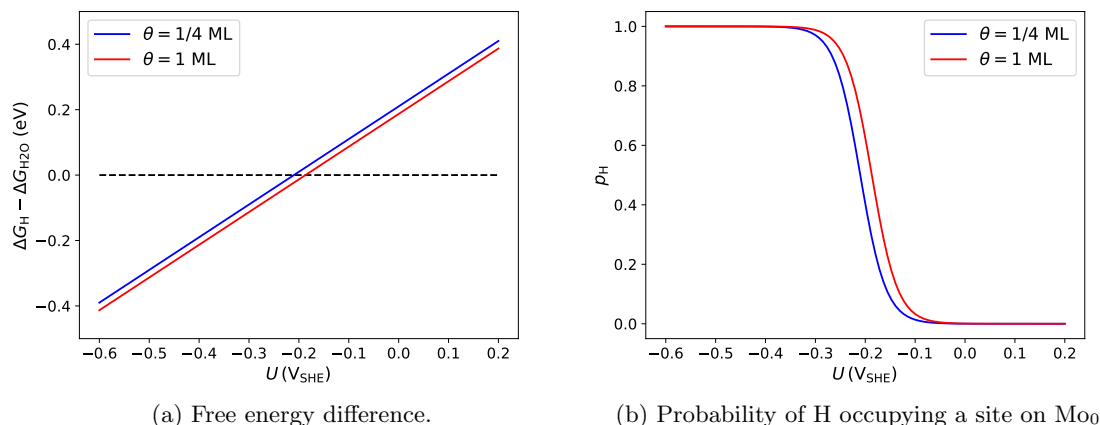 θ = 1/4 ML
θ = 1 ML
0.4
0.2
0.0
−0.2
−0.4
ΔG_H − ΔG_H2O (eV)
−0.6 −0.5 −0.4 −0.3 −0.2 −0.1 0.0 0.1 0.2
U (V_SHE)
(a) Free energy difference.
θ = 1/4 ML
θ = 1 ML
1.0
0.8
0.6
0.4
0.2
0.0
p_H
−0.6 −0.5 −0.4 −0.3 −0.2 −0.1 0.0 0.1 0.2
U (V_SHE)
(b) Probability of H occupying a site on Mo₀